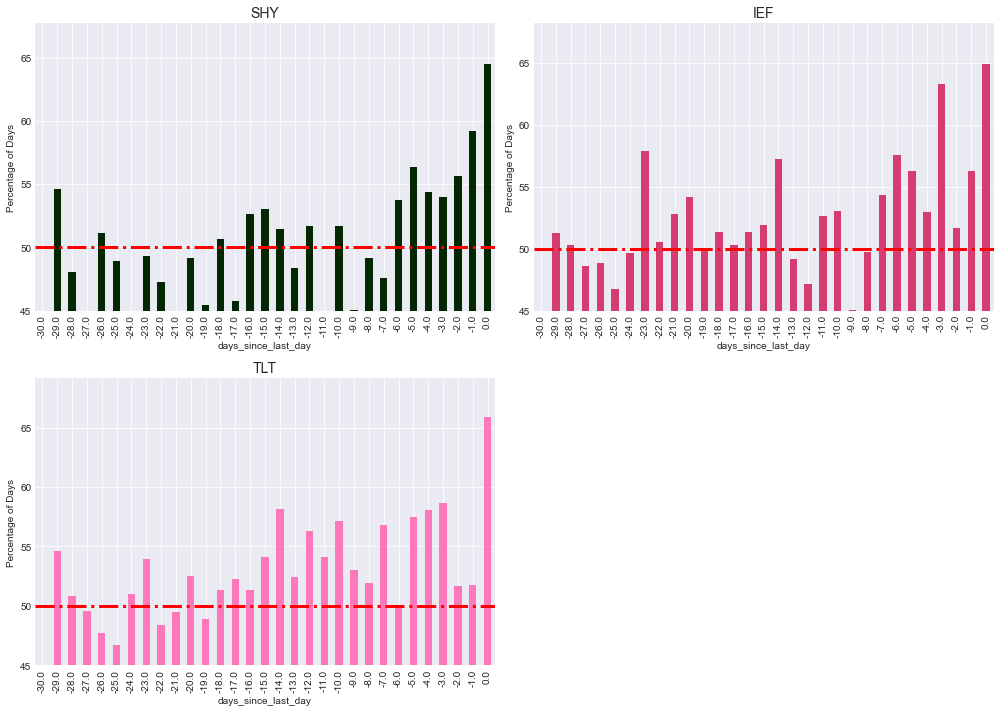 SHY
Percentage of Days
65
60
55
50
45
-30.0 -29.0 -28.0 -27.0 -26.0 -25.0 -24.0 -23.0 -22.0 -21.0 -20.0 -19.0 -18.0 -17.0 -16.0 -15.0 -14.0 -13.0 -12.0 -11.0 -10.0 -9.0 -8.0 -7.0 -6.0 -5.0 -4.0 -3.0 -2.0 -1.0 0.0
days_since_last_day
IEF
Percentage of Days
65
60
55
50
45
-30.0 -29.0 -28.0 -27.0 -26.0 -25.0 -24.0 -23.0 -22.0 -21.0 -20.0 -19.0 -18.0 -17.0 -16.0 -15.0 -14.0 -13.0 -12.0 -11.0 -10.0 -9.0 -8.0 -7.0 -6.0 -5.0 -4.0 -3.0 -2.0 -1.0 0.0
days_since_last_day
TLT
Percentage of Days
65
60
55
50
45
-30.0 -29.0 -28.0 -27.0 -26.0 -25.0 -24.0 -23.0 -22.0 -21.0 -20.0 -19.0 -18.0 -17.0 -16.0 -15.0 -14.0 -13.0 -12.0 -11.0 -10.0 -9.0 -8.0 -7.0 -6.0 -5.0 -4.0 -3.0 -2.0 -1.0 0.0
days_since_last_day